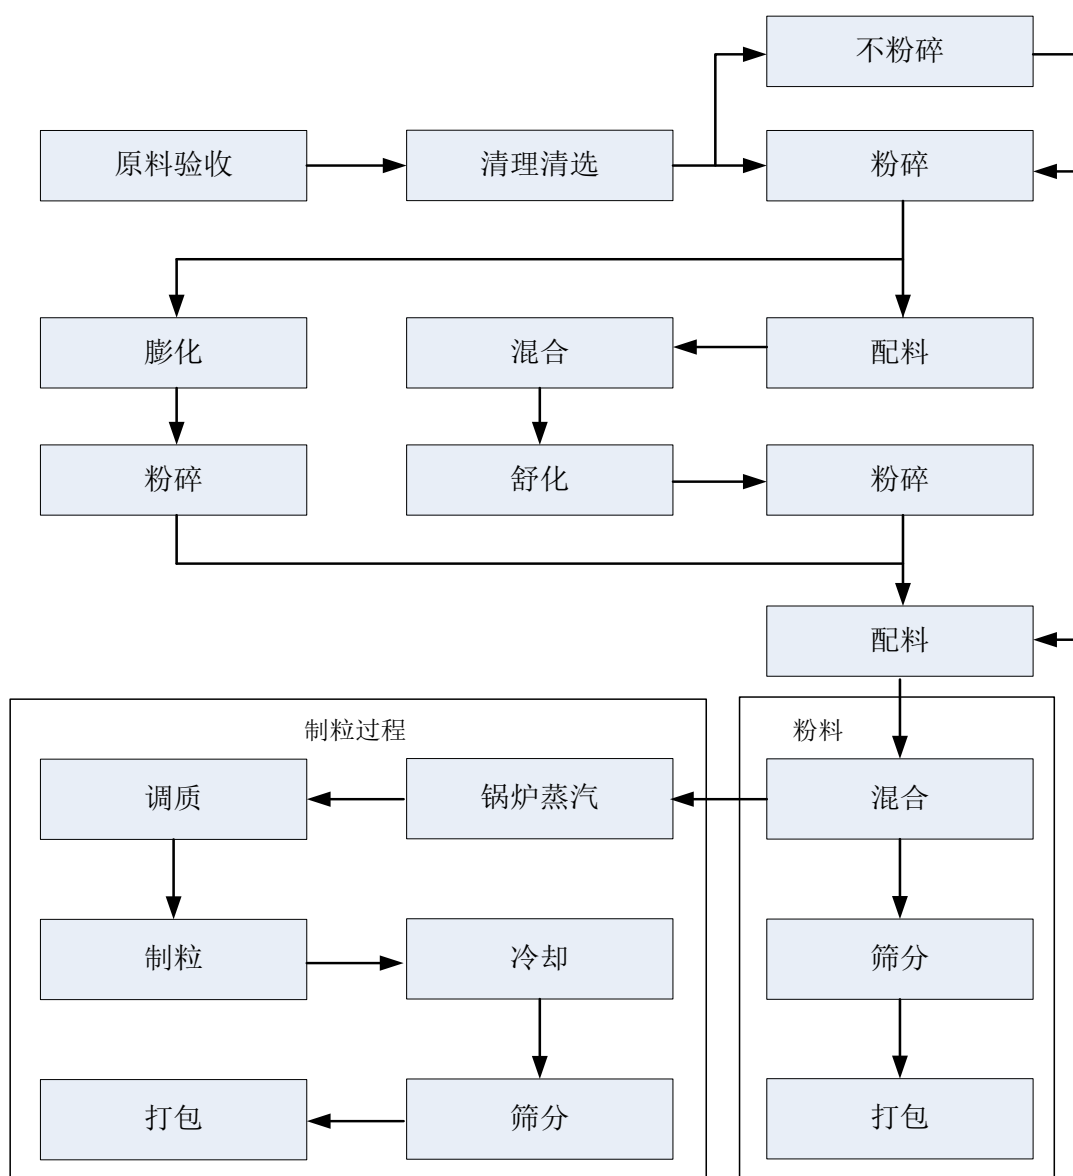 不粉碎
原料验收
清理清选
粉碎
膨化
混合
配料
粉碎
舒化
粉碎
配料
制粒过程
粉料
调质
锅炉蒸汽
混合
制粒
冷却
筛分
打包
筛分
打包